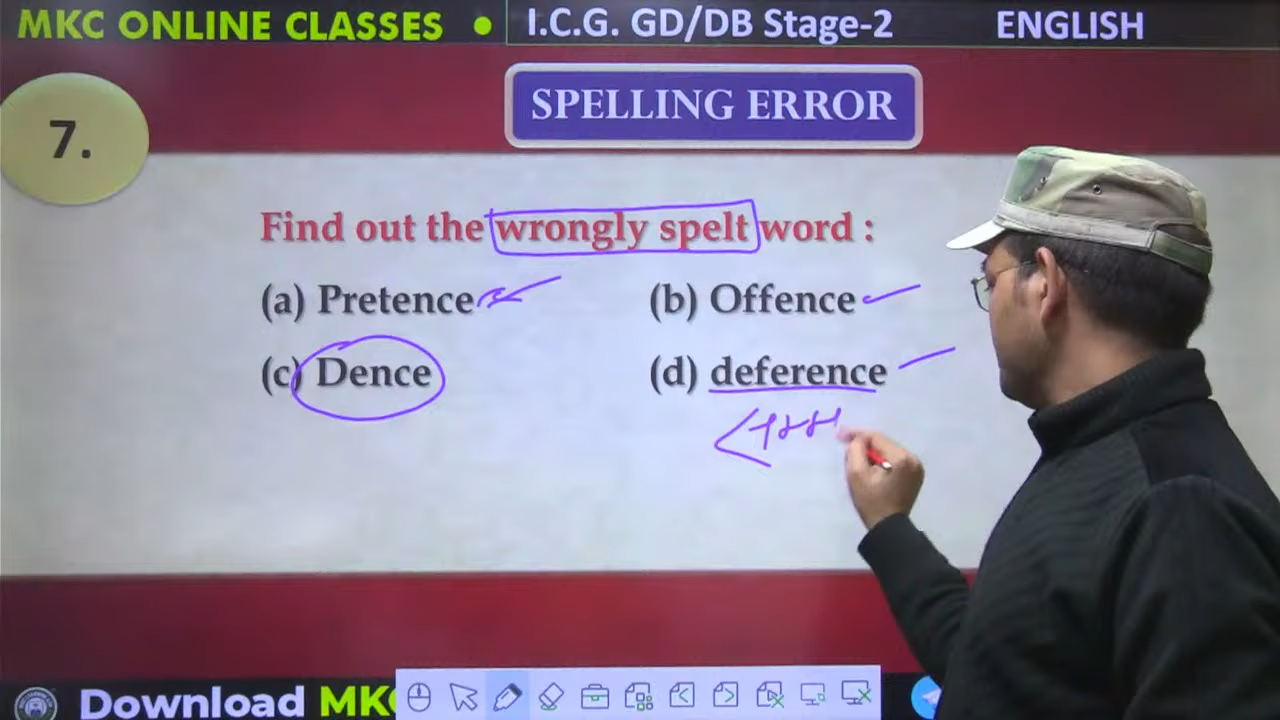 MKC ONLINE CLASSES • I.C.G. GD/DB Stage-2 ENGLISH
SPELLING ERROR
7.
Find out the wrongly spelt word :
(a) Pretence (b) Offence
(c) Dence (d) deference
Download MKC